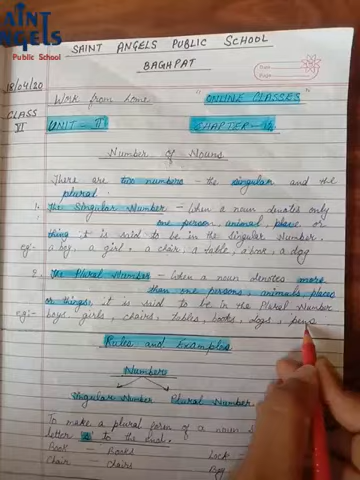 SAINT ANGELS
Public School
SAINT ANGELS PUBLIC SCHOOL
BAGHPAT
Date
Page
18/04/20
Work from home "ONLINE CLASSES"
CLASS
VI
UNIT - II CHAPTER -
Number of Nouns
There are two numbers - the singular and the
plural.
1. The Singular Number - When a noun denotes only
one person, animal, place or
thing it is said to be in the Singular Number.
eg:- a boy, a girl, a chair, a table, a book, a dog
2. The Plural Number - When a noun denotes more
than one persons, animals, places
or things, it is said to be in the Plural Number
eg:- boys, girls, chairs, tables, books, dogs, pens
Rules and Examples
Numbers
Singular Number Plural Number
To make a plural form of a noun
letter 's' to the end.
Book - Books Lock -
Chair - Chairs Bag